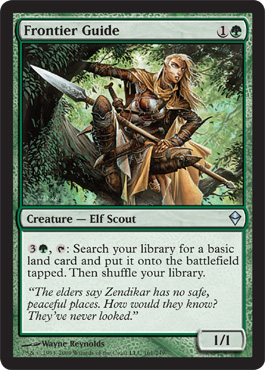 Frontier Guide 1
Creature — Elf Scout
3, : Search your library for a basic
land card and put it onto the battlefield
tapped. Then shuffle your library.
"The elders say Zendikar has no safe,
peaceful places. How would they know?
They've never looked."
Wayne Reynolds
1/1